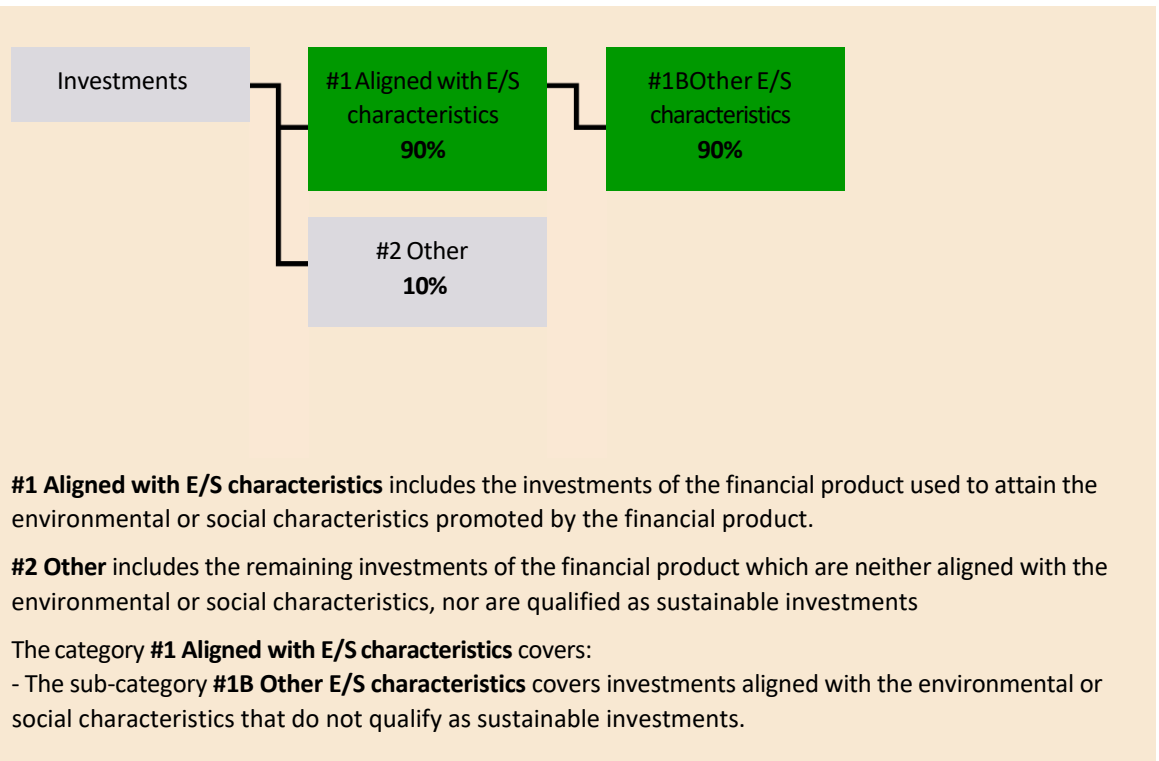 Investments
#1 Aligned with E/S
characteristics
90%
#1B Other E/S
characteristics
90%
#2 Other
10%
#1 Aligned with E/S characteristics includes the investments of the financial product used to attain the
environmental or social characteristics promoted by the financial product.
#2 Other includes the remaining investments of the financial product which are neither aligned with the
environmental or social characteristics, nor are qualified as sustainable investments
The category #1 Aligned with E/S characteristics covers:
- The sub-category #1B Other E/S characteristics covers investments aligned with the environmental or
social characteristics that do not qualify as sustainable investments.